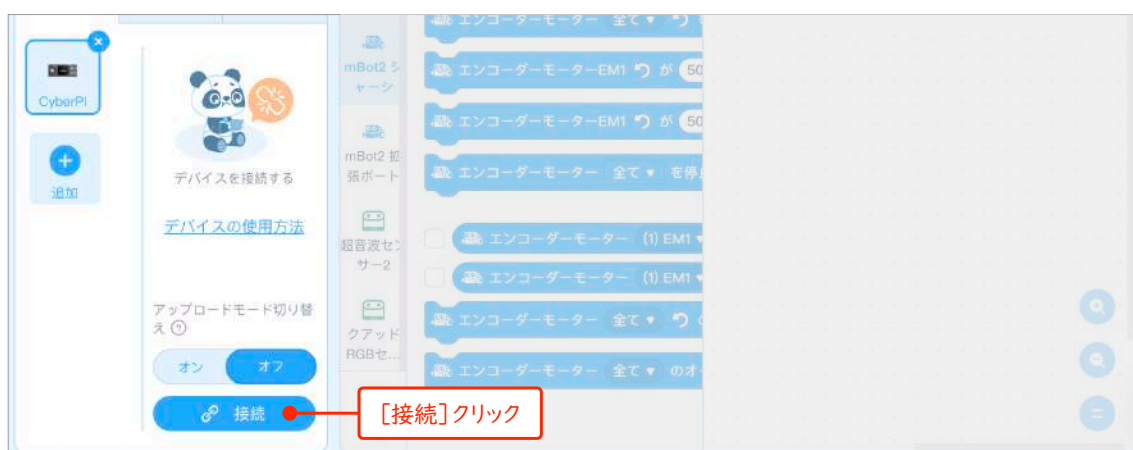 CyberPi
追加
デバイスを接続する
デバイスの使用方法
アップロードモード切り替
え ?
オン オフ
接続
[接続]クリック
mBot2 シ
ャーシ
mBot2 拡
張ボート
超音波セン
サー2
クアッド
RGBセ...
エンコーダーモーター 全て
エンコーダーモーターEM1 が 50
エンコーダーモーターEM1 が 50
エンコーダーモーター 全て を停止
エンコーダーモーター (1) EM1
エンコーダーモーター (1) EM1
エンコーダーモーター 全て の
エンコーダーモーター 全て のオ